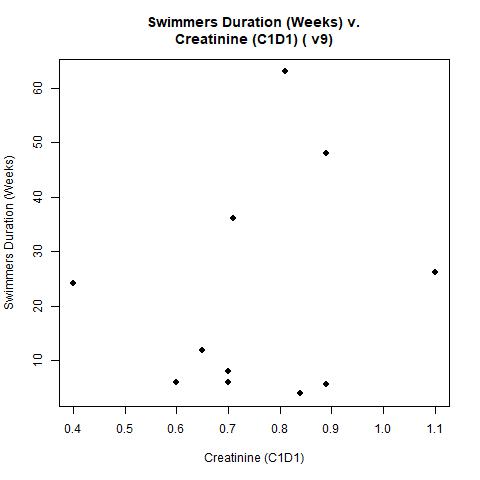 Swimmers Duration (Weeks) v.
Creatinine (C1D1) ( v9)
Swimmers Duration (Weeks)
60
50
40
30
20
10
0.4 0.5 0.6 0.7 0.8 0.9 1.0 1.1
Creatinine (C1D1)